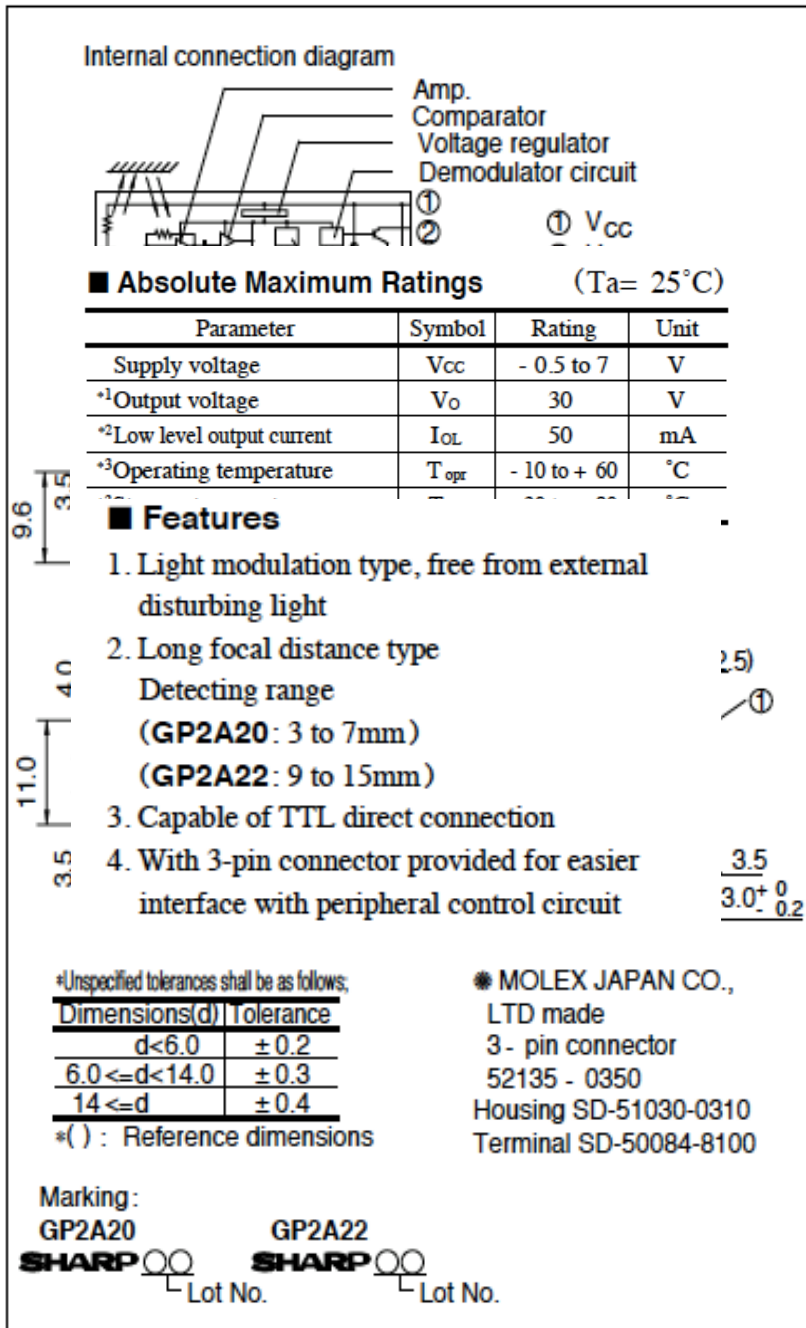 Internal connection diagram
Amp.
Comparator
Voltage regulator
Demodulator circuit
①
②
① VCC
■ Absolute Maximum Ratings (Ta= 25˚C)
Parameter Symbol Rating Unit
Supply voltage VCC - 0.5 to 7 V
*1Output voltage VO 30 V
*2Low level output current IOL 50 mA
*3Operating temperature Topr - 10 to + 60 ˚C
9.6
3.5
■ Features
1. Light modulation type, free from external
disturbing light
2. Long focal distance type
Detecting range
(GP2A20: 3 to 7mm)
(GP2A22: 9 to 15mm)
3. Capable of TTL direct connection
4. With 3-pin connector provided for easier
interface with peripheral control circuit
4.0
2.5)
①
11.0
3.5
3.5
3.0+ 0 - 0.2
*Unspecified tolerances shall be as follows;
Dimensions(d) Tolerance
d<6.0 ± 0.2
6.0<=d<14.0 ± 0.3
14<=d ± 0.4
*( ) : Reference dimensions
✺ MOLEX JAPAN CO.,
LTD made
3 - pin connector
52135 - 0350
Housing SD-51030-0310
Terminal SD-50084-8100
Marking:
GP2A20 GP2A22
SHARP○○ SHARP○○
Lot No. Lot No.